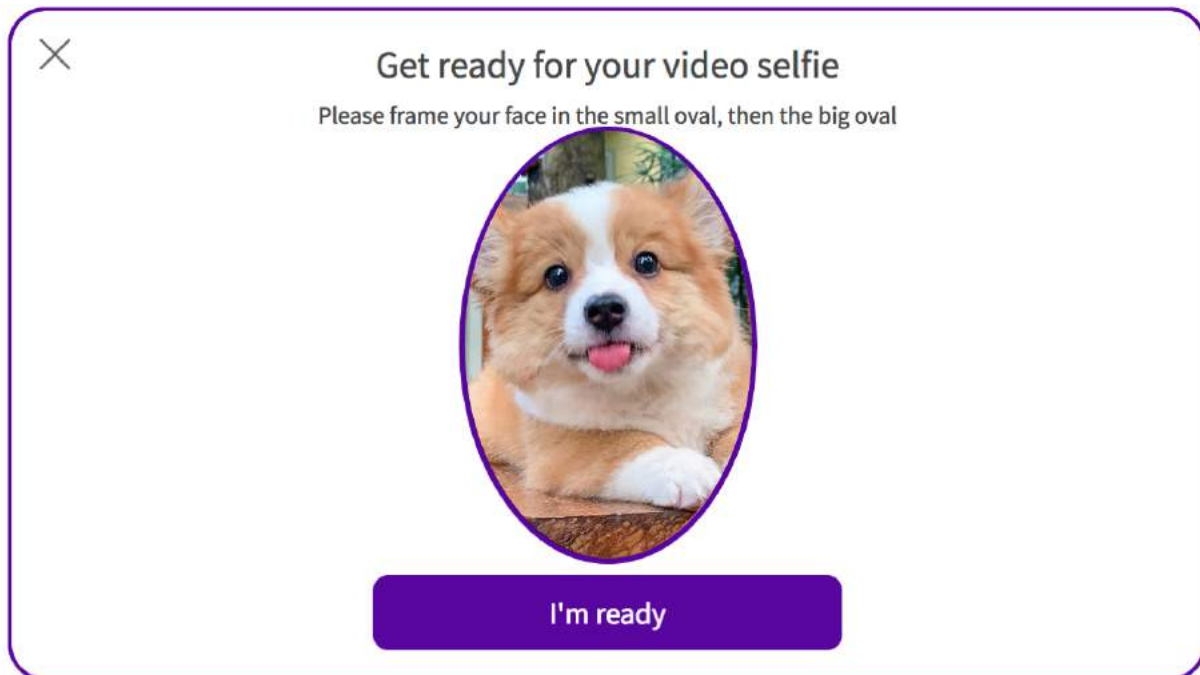 Get ready for your video selfie
Please frame your face in the small oval, then the big oval
I'm ready